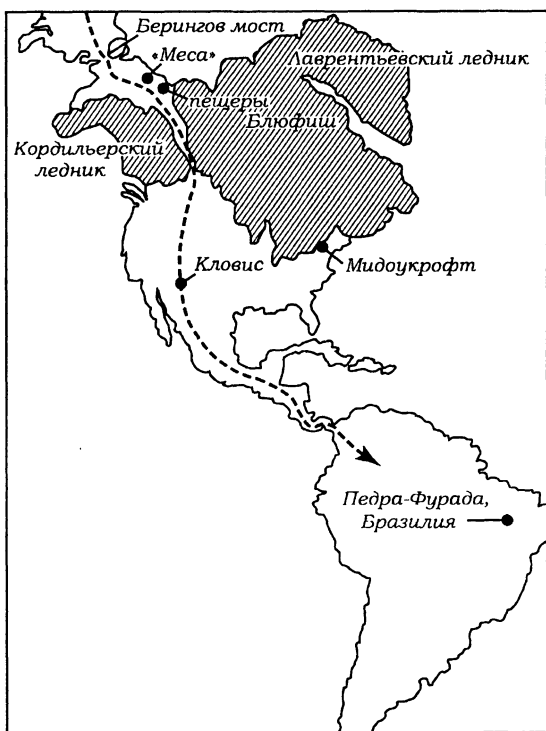 Берингов мост
«Меса»
Лаврентьевский ледник
пещеры
Блюфиш
Кордильерский
ледник
Кловис
Мидоукрофт
Педра-Фурада,
Бразилия